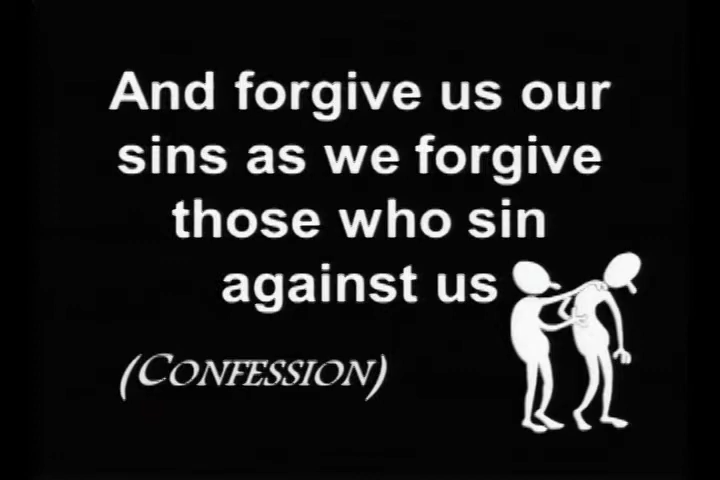 And forgive us our
sins as we forgive
those who sin
against us
(CONFESSION)